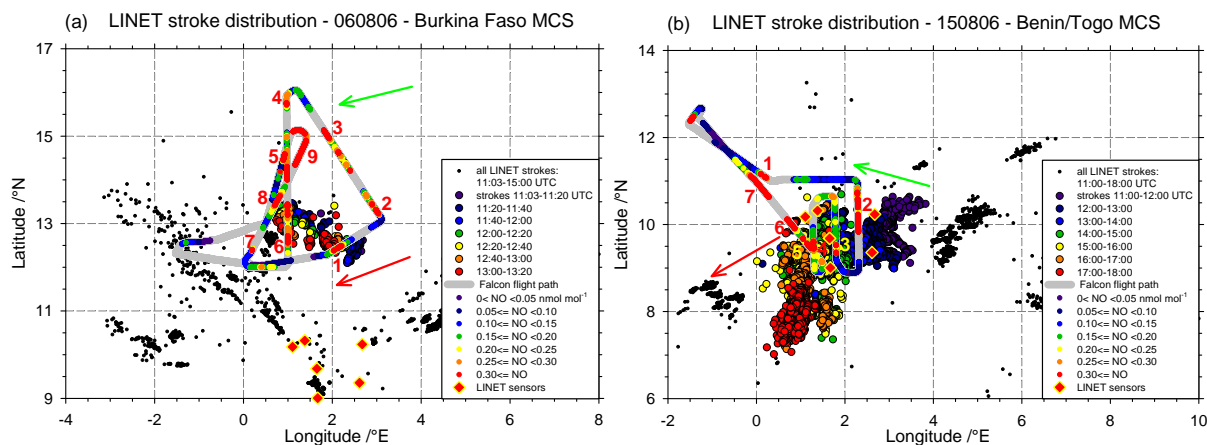 (a) LINET stroke distribution - 060806 - Burkina Faso MCS
17
15
13
11
9
-4
-2
0
2
4
6
8
Latitude /°N
Longitude /°E
4
3
5
9
8
2
7
6
1
all LINET strokes:
11:03-15:00 UTC
strokes 11:03-11:20 UTC
11:20-11:40
11:40-12:00
12:00-12:20
12:20-12:40
12:40-13:00
13:00-13:20
Falcon flight path
0< NO <0.05 nmol mol-1
0.05<= NO <0.10
0.10<= NO <0.15
0.15<= NO <0.20
0.20<= NO <0.25
0.25<= NO <0.30
0.30<= NO
LINET sensors
(b) LINET stroke distribution - 150806 - Benin/Togo MCS
14
12
10
8
6
-2
0
2
4
6
8
10
Latitude /°N
Longitude /°E
1
7
2
6
3
all LINET strokes:
11:00-18:00 UTC
strokes 11:00-12:00 UTC
12:00-13:00
13:00-14:00
14:00-15:00
15:00-16:00
16:00-17:00
17:00-18:00
Falcon flight path
0< NO <0.05 nmol mol-1
0.05<= NO <0.10
0.10<= NO <0.15
0.15<= NO <0.20
0.20<= NO <0.25
0.25<= NO <0.30
0.30<= NO
LINET sensors